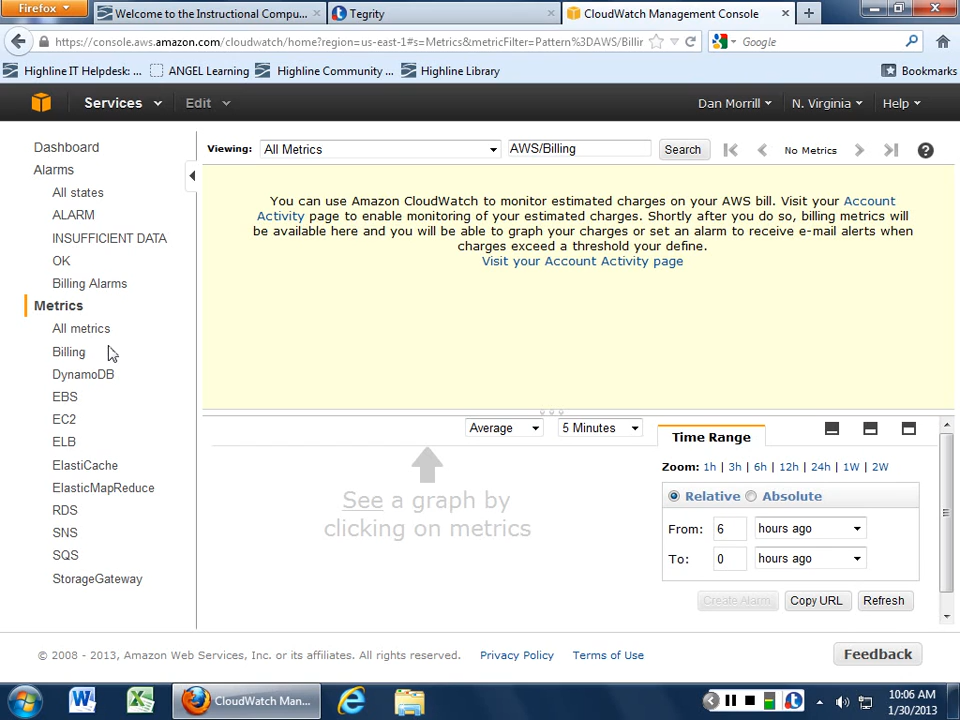 Firefox
Welcome to the Instructional Compu...
Tegrity
CloudWatch Management Console
https://console.aws.amazon.com/cloudwatch/home?region=us-east-1#s=Metrics&metricFilter=Pattern%3DAWS/Billir
Google
Highline IT Helpdesk: ...
ANGEL Learning
Highline Community ...
Highline Library
Bookmarks
Services
Edit
Dan Morrill
N. Virginia
Help
Dashboard
Alarms
All states
ALARM
INSUFFICIENT DATA
OK
Billing Alarms
Metrics
All metrics
Billing
DynamoDB
EBS
EC2
ELB
ElastiCache
ElasticMapReduce
RDS
SNS
SQS
StorageGateway
Viewing:
All Metrics
AWS/Billing
Search
No Metrics
You can use Amazon CloudWatch to monitor estimated charges on your AWS bill. Visit your Account
Activity page to enable monitoring of your estimated charges. Shortly after you do so, billing metrics will
be available here and you will be able to graph your charges or set an alarm to receive e-mail alerts when
charges exceed a threshold your define.
Visit your Account Activity page
Average
5 Minutes
See a graph by
clicking on metrics
Time Range
Zoom: 1h | 3h | 6h | 12h | 24h | 1W | 2W
Relative
Absolute
From: 6 hours ago
To: 0 hours ago
Create Alarm
Copy URL
Refresh
© 2008 - 2013, Amazon Web Services, Inc. or its affiliates. All rights reserved.
Privacy Policy
Terms of Use
Feedback
CloudWatch Man...
10:06 AM
1/30/2013